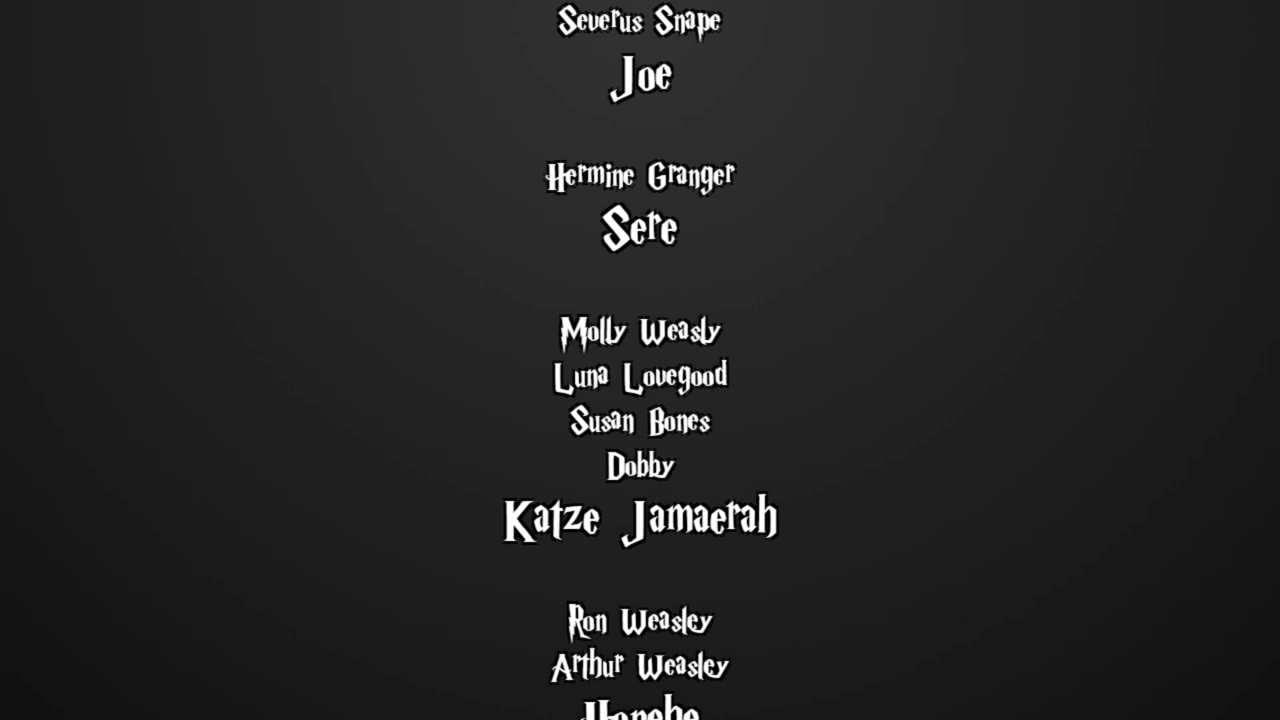 Severus Snape
Joe
Hermine Granger
Sere
Molly Weasly
Luna Lovegood
Susan Bones
Dobby
Katze Jamaerah
Ron Weasley
Arthur Weasley